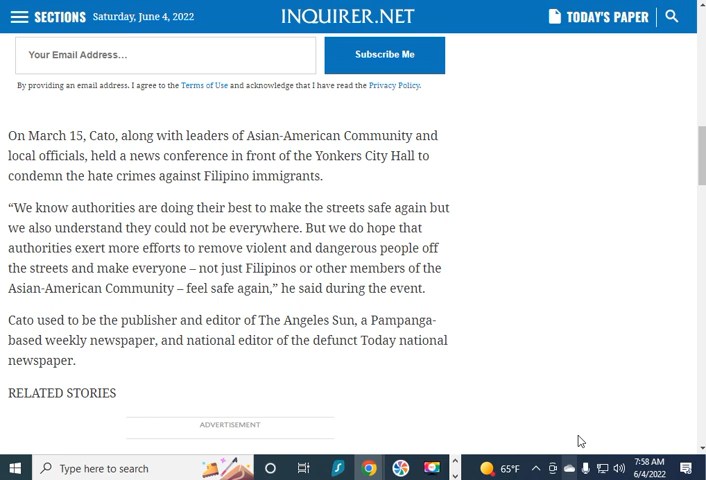 SECTIONS Saturday, June 4, 2022 INQUIRER.NET TODAY'S PAPER
Your Email Address... Subscribe Me
By providing an email address. I agree to the Terms of Use and acknowledge that I have read the Privacy Policy.
On March 15, Cato, along with leaders of Asian-American Community and
local officials, held a news conference in front of the Yonkers City Hall to
condemn the hate crimes against Filipino immigrants.
“We know authorities are doing their best to make the streets safe again but
we also understand they could not be everywhere. But we do hope that
authorities exert more efforts to remove violent and dangerous people off
the streets and make everyone – not just Filipinos or other members of the
Asian-American Community – feel safe again,” he said during the event.
Cato used to be the publisher and editor of The Angeles Sun, a Pampanga-
based weekly newspaper, and national editor of the defunct Today national
newspaper.
RELATED STORIES
ADVERTISEMENT
Type here to search 65°F 7:58 AM
6/4/2022